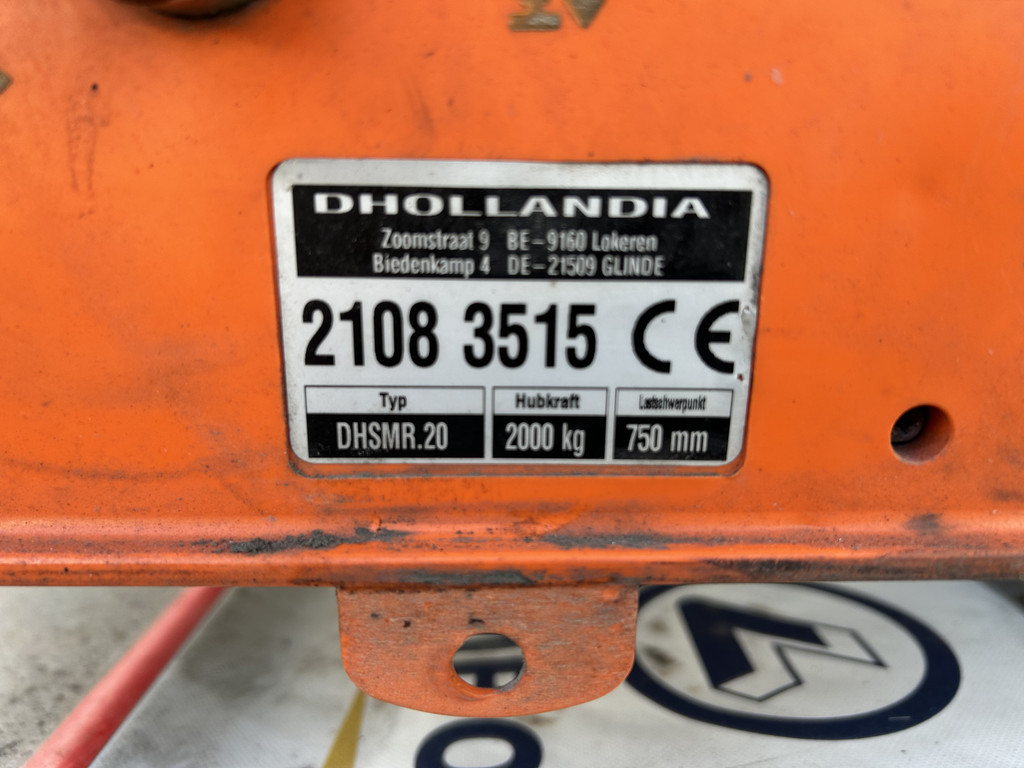 DHOLLANDIA
Zoomstraat 9 BE-9160 Lokeren
Biedenkamp 4 DE-21509 GLINDE
2108 3515 CE
Typ Hubkraft Lastschwerpunkt
DHSMR.20 2000 kg 750 mm